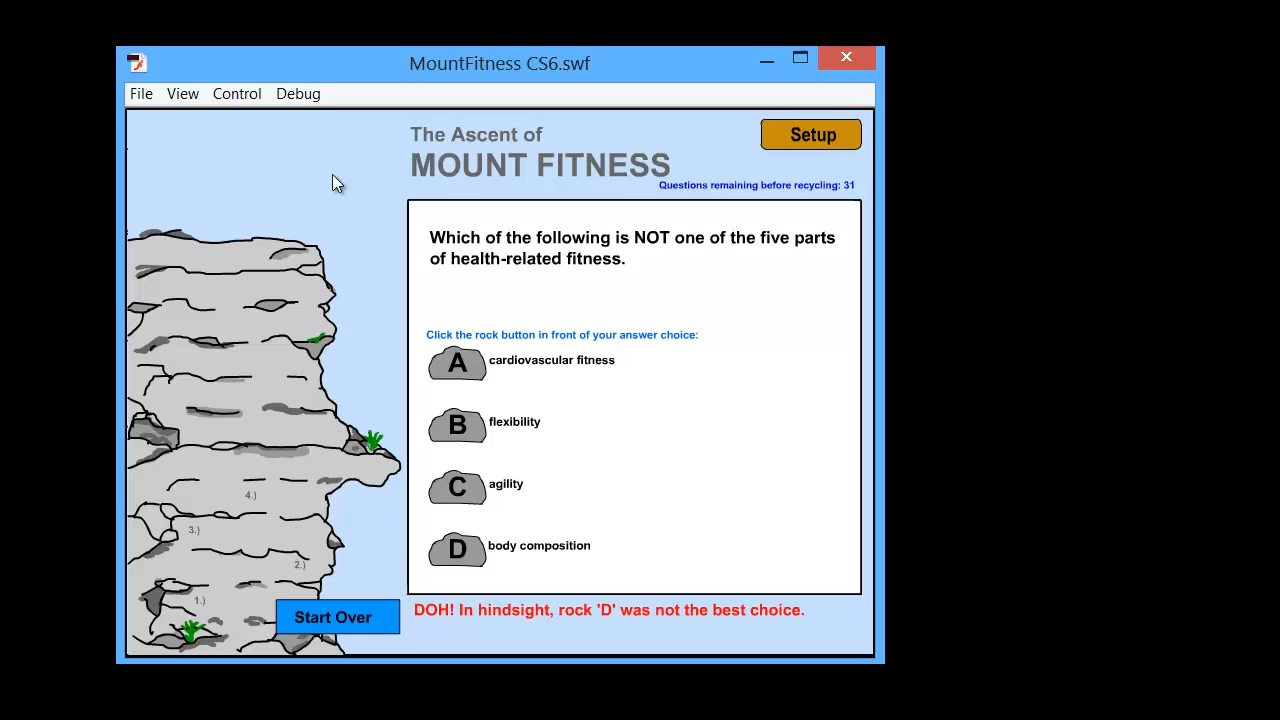 MountFitness CS6.swf
File View Control Debug
The Ascent of
MOUNT FITNESS
Setup
Questions remaining before recycling: 31
Which of the following is NOT one of the five parts
of health-related fitness.
Click the rock button in front of your answer choice:
A cardiovascular fitness
B flexibility
C agility
D body composition
4.)
3.)
2.)
1.)
Start Over
DOH! In hindsight, rock 'D' was not the best choice.